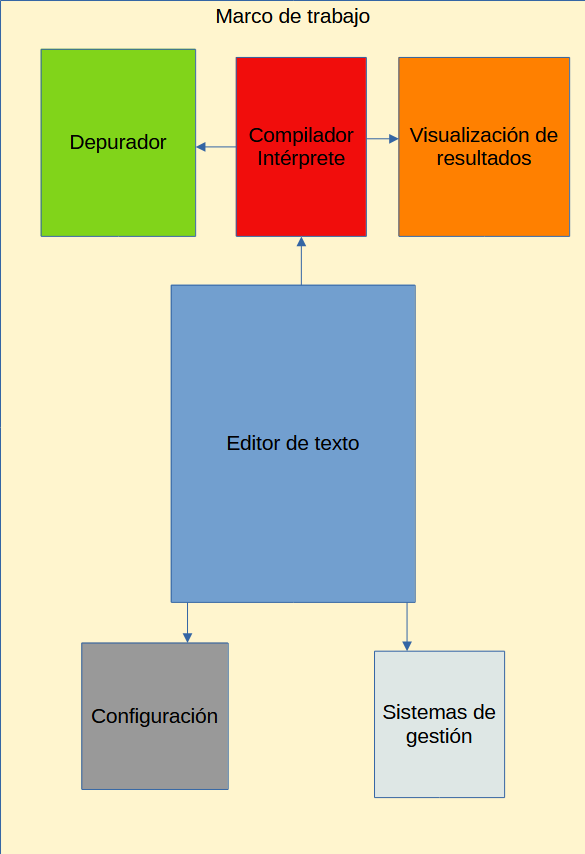 Marco de trabajo
Depurador
Compilador
Intérprete
Visualización de
resultados
Editor de texto
Configuración
Sistemas de
gestión